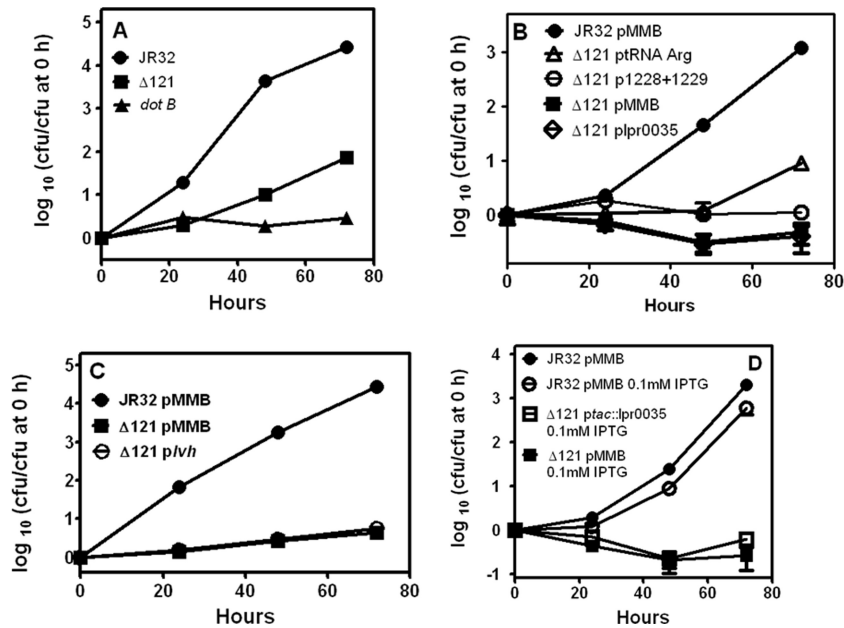 A
JR32
Δ121
dot B
5
4
3
2
1
0
0 20 40 60 80
log 10 (cfu/cfu at 0 h)
Hours
B
JR32 pMMB
Δ121 ptRNA Arg
Δ121 p1228+1229
Δ121 pMMB
Δ121 plpr0035
3
2
1
0
0 20 40 60 80
log 10 (cfu/cfu at 0 h)
Hours
C
JR32 pMMB
Δ121 pMMB
Δ121 plvh
5
4
3
2
1
0
0 20 40 60 80
log 10 (cfu/cfu at 0 h)
Hours
D
JR32 pMMB
JR32 pMMB 0.1mM IPTG
Δ121 ptac::lpr0035
0.1mM IPTG
Δ121 pMMB
0.1mM IPTG
4
3
2
1
0
-1
0 20 40 60 80
log 10 (cfu/cfu at 0 h)
Hours